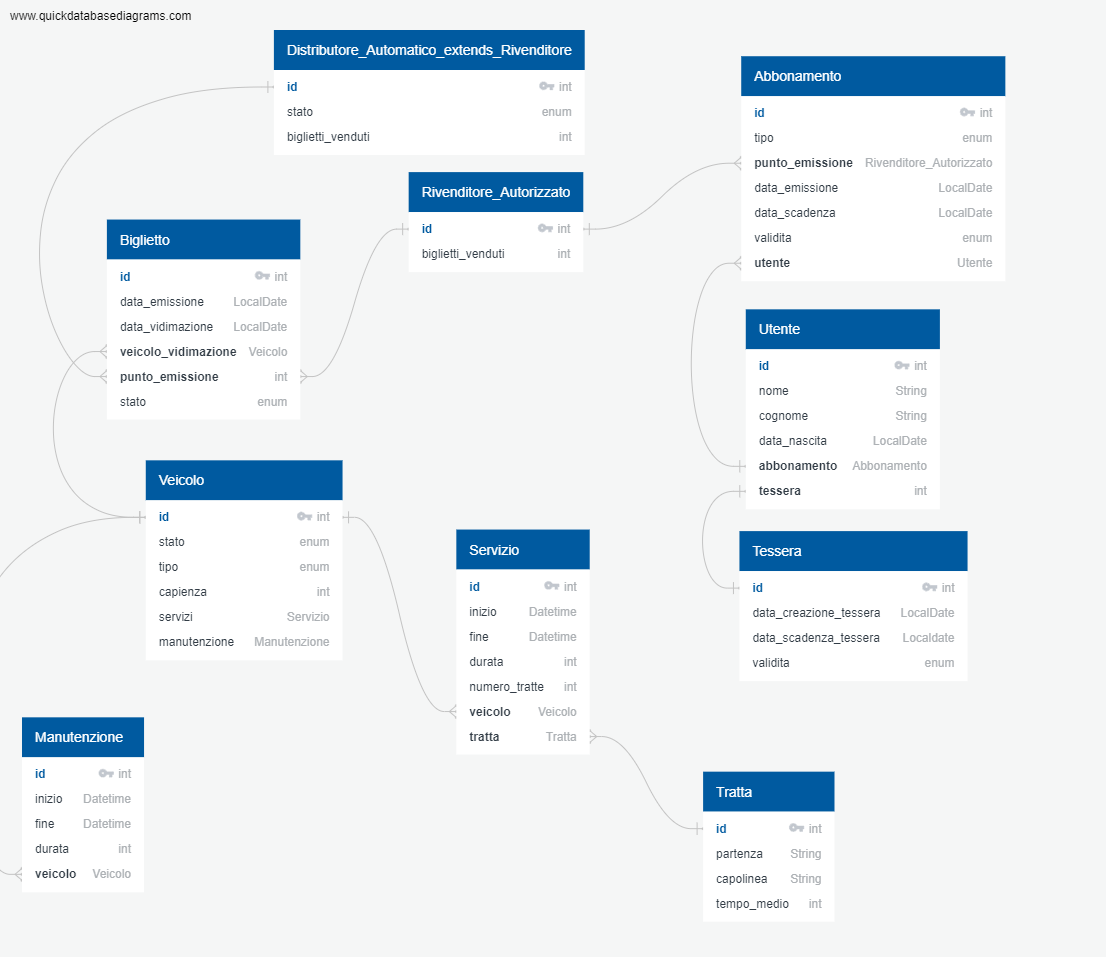 www.quickdatabasediagrams.com
Distributore_Automatico_extends_Rivenditore
id int
stato enum
biglietti_venduti int
Abbonamento
id int
tipo enum
punto_emissione Rivenditore_Autorizzato
data_emissione LocalDate
data_scadenza LocalDate
validita enum
utente Utente
Rivenditore_Autorizzato
id int
biglietti_venduti int
Biglietto
id int
data_emissione LocalDate
data_vidimazione LocalDate
veicolo_vidimazione Veicolo
punto_emissione int
stato enum
Utente
id int
nome String
cognome String
data_nascita LocalDate
abbonamento Abbonamento
tessera int
Veicolo
id int
stato enum
tipo enum
capienza int
servizi Servizio
manutenzione Manutenzione
Servizio
id int
inizio Datetime
fine Datetime
durata int
numero_tratte int
veicolo Veicolo
tratta Tratta
Tessera
id int
data_creazione_tessera LocalDate
data_scadenza_tessera Localdate
validita enum
Manutenzione
id int
inizio Datetime
fine Datetime
durata int
veicolo Veicolo
Tratta
id int
partenza String
capolinea String
tempo_medio int